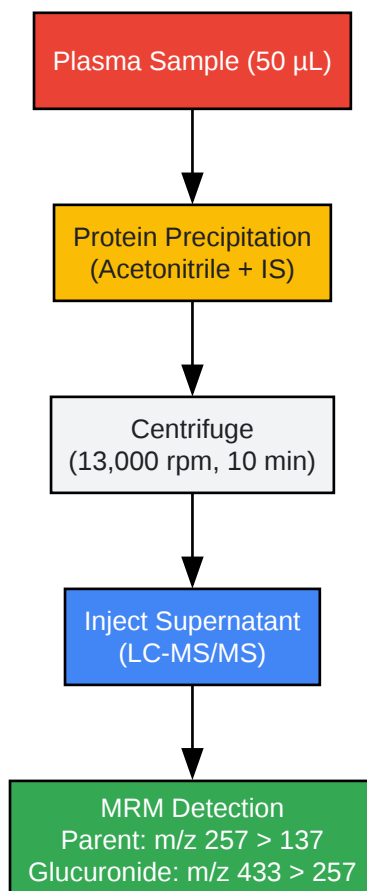 Plasma Sample (50 µL)
Protein Precipitation
(Acetonitrile + IS)
Centrifuge
(13,000 rpm, 10 min)
Inject Supernatant
(LC-MS/MS)
MRM Detection
Parent: m/z 257 > 137
Glucuronide: m/z 433 > 257